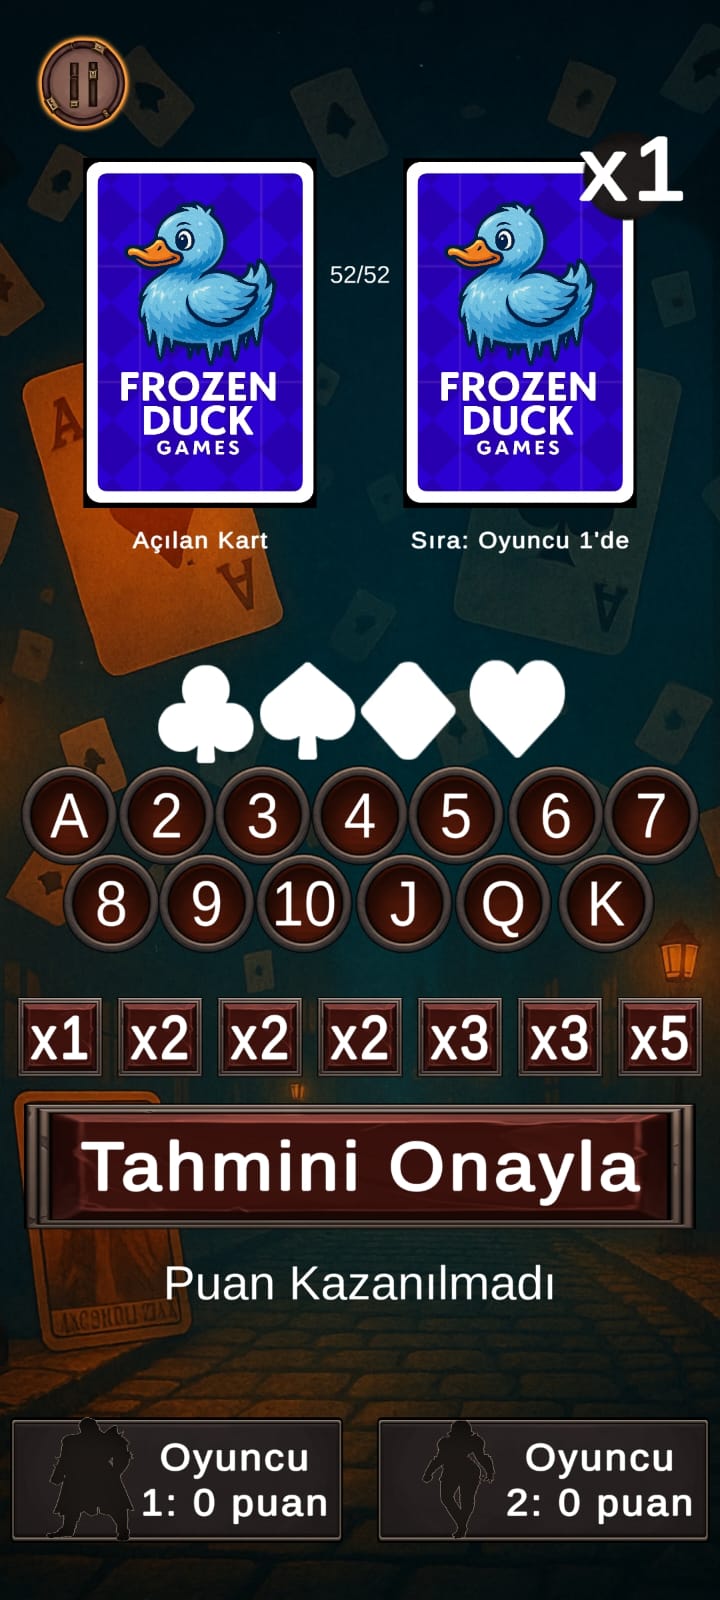 x1
52/52
FROZEN
DUCK
GAMES
FROZEN
DUCK
GAMES
Açılan Kart
Sıra: Oyuncu 1'de
A 2 3 4 5 6 7
8 9 10 J Q K
x1 x2 x2 x2 x3 x3 x5
Tahmini Onayla
Puan Kazanılmadı
Oyuncu
1: 0 puan
Oyuncu
2: 0 puan